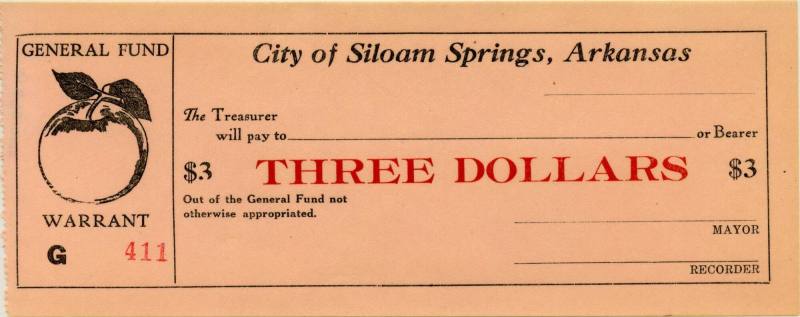 GENERAL FUND
WARRANT
G 411
City of Siloam Springs, Arkansas
The Treasurer
will pay to or Bearer
$3 THREE DOLLARS $3
Out of the General Fund not
otherwise appropriated.
MAYOR
RECORDER